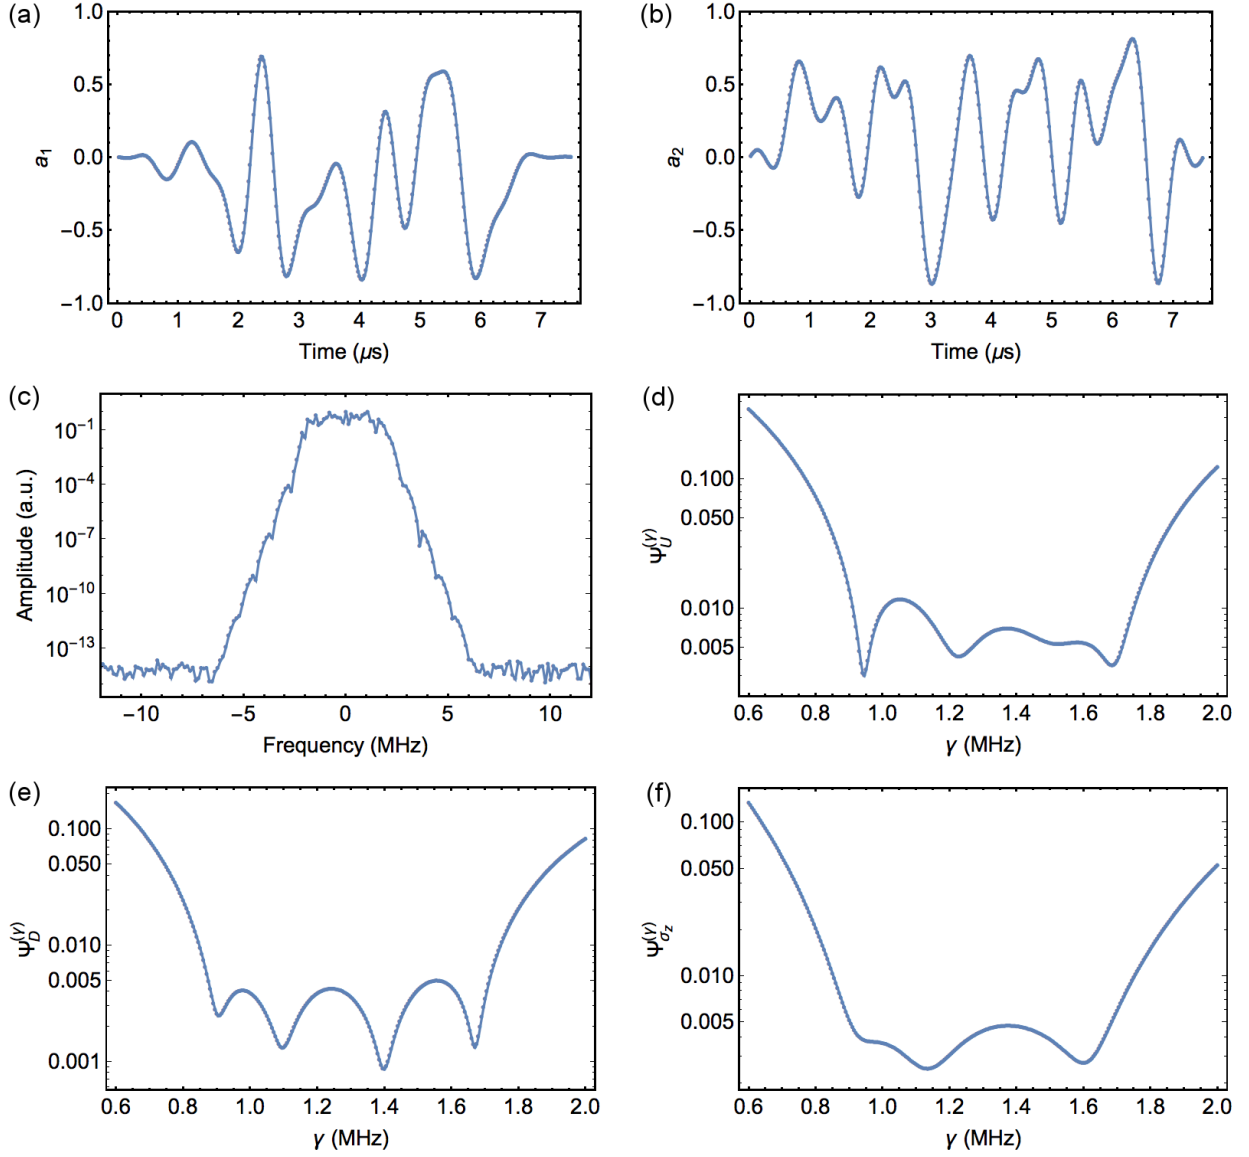 (a)
1.0
0.5
0.0
−0.5
−1.0
a1
0 1 2 3 4 5 6 7
Time (μs)
(b)
1.0
0.5
0.0
−0.5
−1.0
a2
0 1 2 3 4 5 6 7
Time (μs)
(c)
10−1
10−4
10−7
10−10
10−13
Amplitude (a.u.)
−10 −5 0 5 10
Frequency (MHz)
(d)
0.100
0.050
0.010
0.005
ΨU(γ)
0.6 0.8 1.0 1.2 1.4 1.6 1.8 2.0
γ (MHz)
(e)
0.100
0.050
0.010
0.005
0.001
ΨD(γ)
0.6 0.8 1.0 1.2 1.4 1.6 1.8 2.0
γ (MHz)
(f)
0.100
0.050
0.010
0.005
Ψσz(γ)
0.6 0.8 1.0 1.2 1.4 1.6 1.8 2.0
γ (MHz)